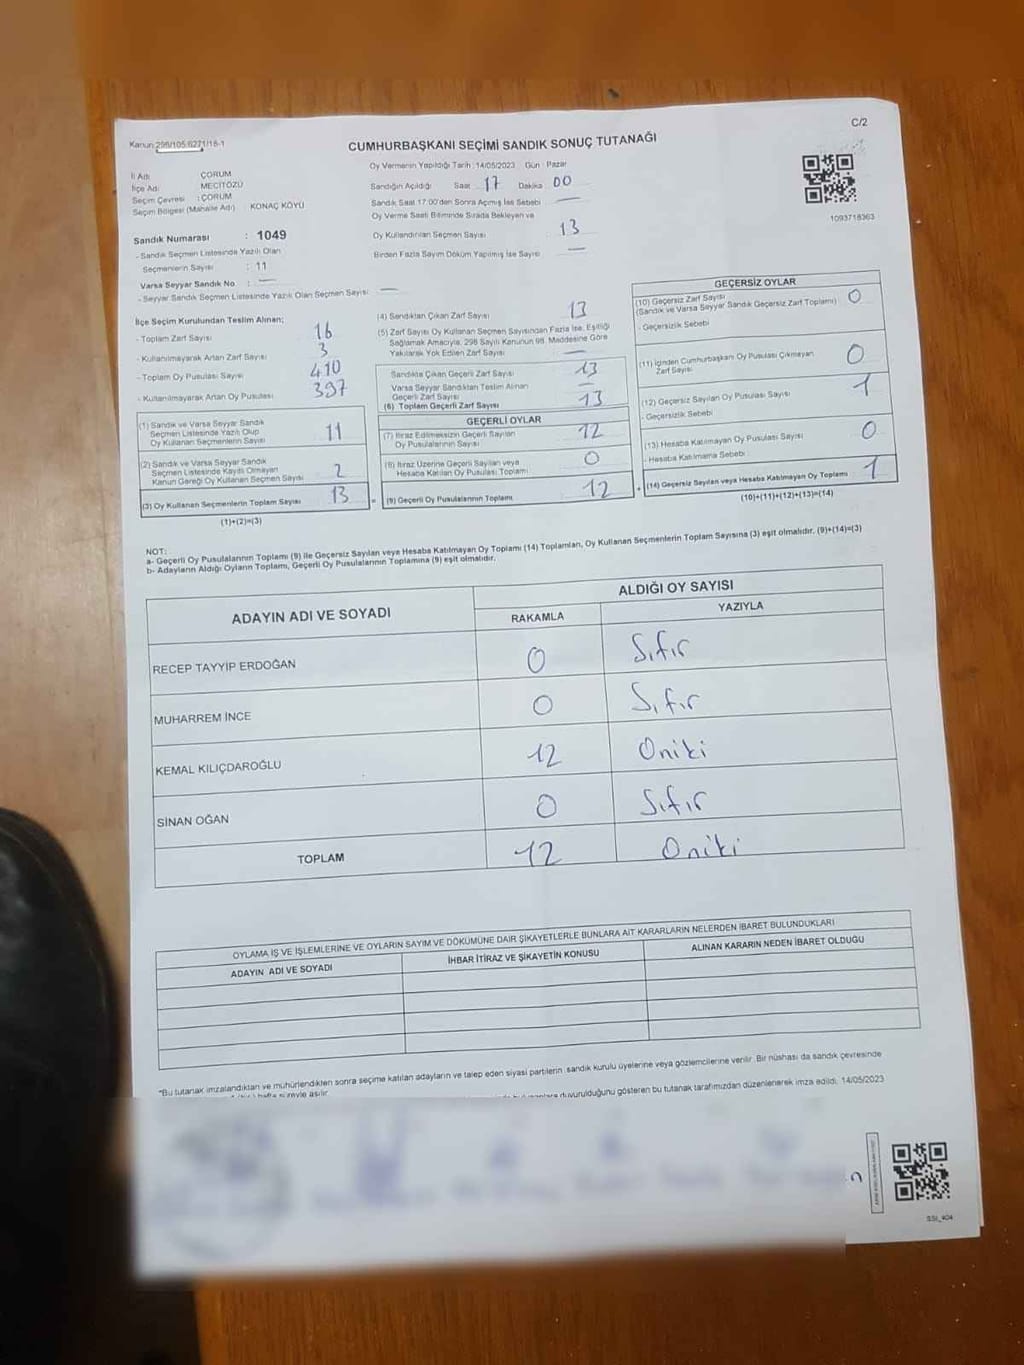 C/2
Kanun:298/105,6271/18-1
CUMHURBAŞKANI SEÇİMİ SANDIK SONUÇ TUTANAĞI
Oy Vermenin Yapıldığı Tarih :14/05/2023 Gün : Pazar
İl Adı : ÇORUM
İlçe Adı : MECİTÖZÜ
Seçim Çevresi : ÇORUM
Seçim Bölgesi (Mahalle Adı) : KONAÇ KÖYÜ
Sandığın Açıldığı Saat 17 Dakika 00
Sandık Saat 17:00'den Sonra Açılmış İse Sebebi —
Oy Verme Saati Bitiminde Sırada Bekleyen ve
Oy Kullandırılan Seçmen Sayısı 13
Birden Fazla Sayım Döküm Yapılmış İse Sayısı —
1093718363
Sandık Numarası : 1049
- Sandık Seçmen Listesinde Yazılı Olan
Seçmenlerin Sayısı : 11
Varsa Seyyar Sandık No : —
- Seyyar Sandık Seçmen Listesinde Yazılı Olan Seçmen Sayısı : —
İlçe Seçim Kurulundan Teslim Alınan;
- Toplam Zarf Sayısı 16
- Kullanılmayarak Artan Zarf Sayısı 3
- Toplam Oy Pusulası Sayısı 410
- Kullanılmayarak Artan Oy Pusulası 397
(1) Sandık ve Varsa Seyyar Sandık
Seçmen Listesinde Yazılı Olup
Oy Kullanan Seçmenlerin Sayısı 11
(2) Sandık ve Varsa Seyyar Sandık
Seçmen Listesinde Kayıtlı Olmayan
Kanun Gereği Oy Kullanan Seçmen Sayısı 2
(3) Oy Kullanan Seçmenlerin Toplam Sayısı 13
(1)+(2)=(3)
(4) Sandıktan Çıkan Zarf Sayısı 13
(5) Zarf Sayısı Oy Kullanan Seçmen Sayısından Fazla İse, Eşitliği
Sağlamak Amacıyla, 298 Sayılı Kanunun 98. Maddesine Göre
Yakılarak Yok Edilen Zarf Sayısı —
Sandıkta Çıkan Geçerli Zarf Sayısı 13
Varsa Seyyar Sandıktan Teslim Alınan
Geçerli Zarf Sayısı —
(6) Toplam Geçerli Zarf Sayısı 13
GEÇERLİ OYLAR
(7) İtiraz Edilmeksizin Geçerli Sayılan
Oy Pusulalarının Sayısı 12
(8) İtiraz Üzerine Geçerli Sayılan veya
Hesaba Katılan Oy Pusulası Toplamı 0
= (9) Geçerli Oy Pusulalarının Toplamı 12
GEÇERSİZ OYLAR
(10) Geçersiz Zarf Sayısı 0
(Sandık ve Varsa Seyyar Sandık Geçersiz Zarf Toplamı)
- Geçersizlik Sebebi
(11) İçinden Cumhurbaşkanı Oy Pusulası Çıkmayan
Zarf Sayısı 0
(12) Geçersiz Sayılan Oy Pusulası Sayısı 1
- Geçersizlik Sebebi
(13) Hesaba Katılmayan Oy Pusulası Sayısı 0
- Hesaba Katılmama Sebebi
+ (14) Geçersiz Sayılan veya Hesaba Katılmayan Oy Toplamı 1
(10)+(11)+(12)+(13)=(14)
NOT:
a- Geçerli Oy Pusulalarının Toplamı (9) ile Geçersiz Sayılan veya Hesaba Katılmayan Oy Toplamı (14) Toplamları, Oy Kullanan Seçmenlerin Toplam Sayısına (3) eşit olmalıdır. (9)+(14)=(3)
b- Adayların Aldığı Oyların Toplamı, Geçerli Oy Pusulalarının Toplamına (9) eşit olmalıdır.
ADAYIN ADI VE SOYADI
ALDIĞI OY SAYISI
RAKAMLA YAZIYLA
RECEP TAYYİP ERDOĞAN 0 Sıfır
MUHARREM İNCE 0 Sıfır
KEMAL KILIÇDAROĞLU 12 Oniki
SİNAN OĞAN 0 Sıfır
TOPLAM 12 Oniki
OYLAMA İŞ VE İŞLEMLERİNE VE OYLARIN SAYIM VE DÖKÜMÜNE DAİR ŞİKAYETLERLE BUNLARA AİT KARARLARIN NELERDEN İBARET BULUNDUKLARI
ADAYIN ADI VE SOYADI İHBAR İTİRAZ VE ŞİKAYETİN KONUSU ALINAN KARARIN NEDEN İBARET OLDUĞU
"Bu tutanak imzalandıktan ve mühürlendikten sonra seçime katılan adayların ve talep eden siyasi partilerin sandık kurulu üyelerine veya gözlemcilerine verilir. Bir nüshası da sandık çevresinde
hafta süreyle asılır. duyurulduğunu gösteren bu tutanak tarafımızdan düzenlenerek imza edildi. 14/05/2023
SSI_404